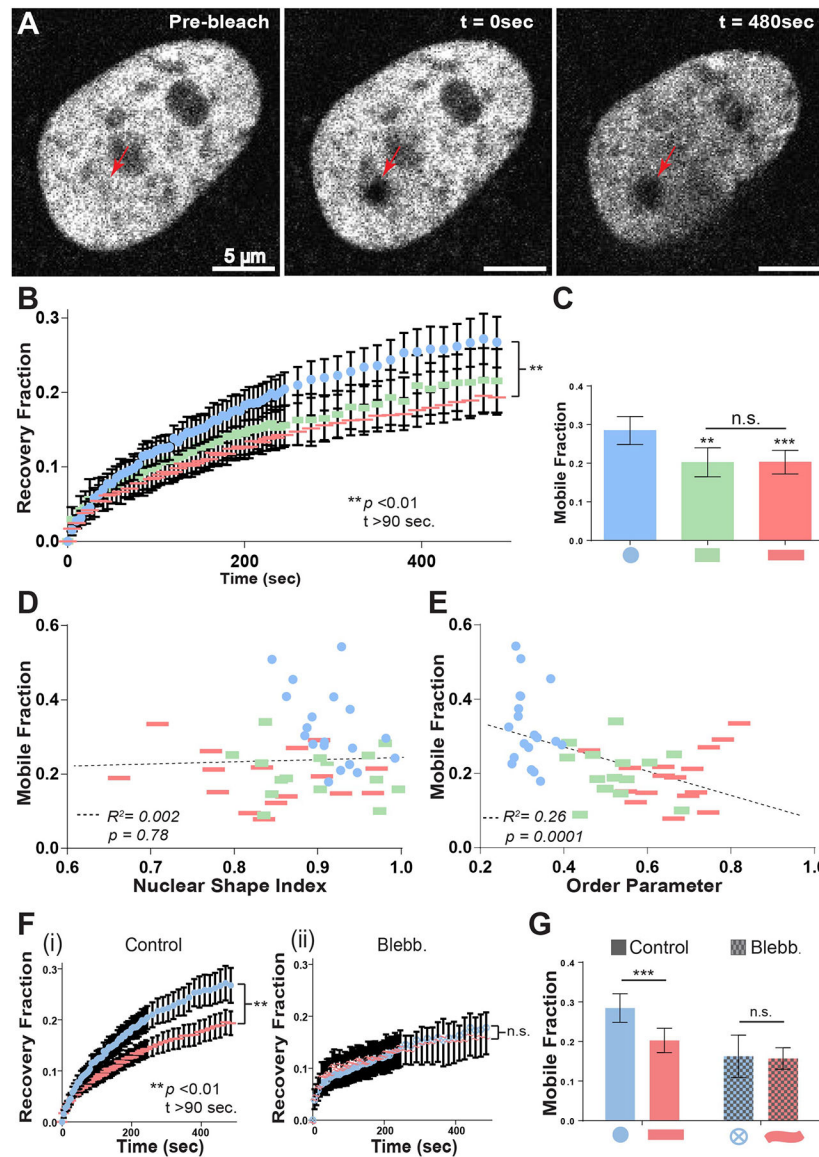 A
Pre-bleach
t = 0sec
t = 480sec
5 µm
B
Recovery Fraction
0.3
0.2
0.1
0.0
0
200
400
Time (sec)
**
**p <0.01
t >90 sec.
C
Mobile Fraction
0.4
0.3
0.2
0.1
0.0
n.s.
**
***
D
Mobile Fraction
0.6
0.4
0.2
0.0
0.6
0.7
0.8
0.9
1.0
Nuclear Shape Index
R²= 0.002
p = 0.78
E
Mobile Fraction
0.6
0.4
0.2
0.0
0.2
0.4
0.6
0.8
1.0
Order Parameter
R²= 0.26
p = 0.0001
F
(i)
Control
Recovery Fraction
0.3
0.2
0.1
0.0
0
200
400
Time (sec)
**
**p <0.01
t >90 sec.
(ii)
Blebb.
Recovery Fraction
0.3
0.2
0.1
0.0
0
200
400
Time (sec)
n.s.
G
Control
Blebb.
Mobile Fraction
0.4
0.3
0.2
0.1
0.0
***
n.s.